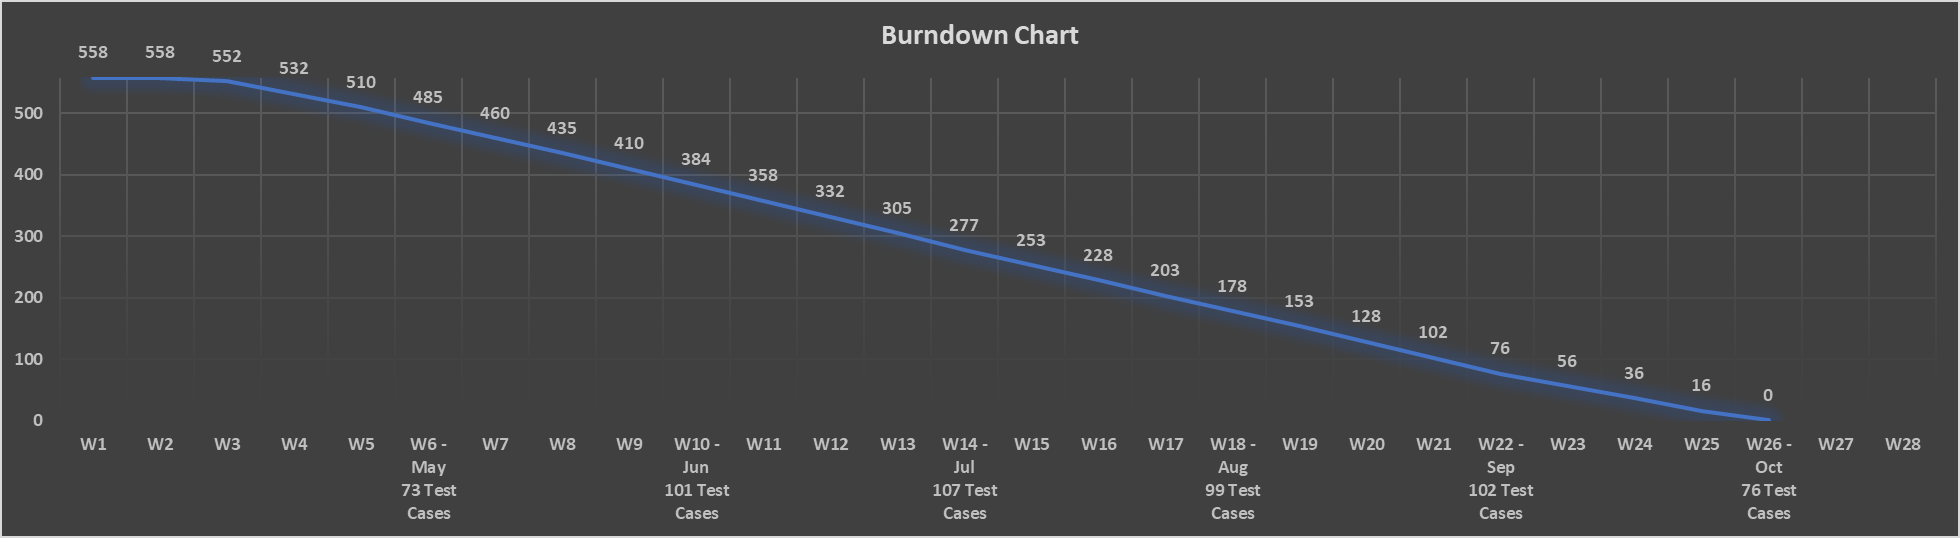 Burndown Chart
558
558
552
532
510
485
460
435
410
384
358
332
305
277
253
228
203
178
153
128
102
76
56
36
16
0
500
400
300
200
100
0
W1
W2
W3
W4
W5
W6 -
May
73 Test
Cases
W7
W8
W9
W10 -
Jun
101 Test
Cases
W11
W12
W13
W14 -
Jul
107 Test
Cases
W15
W16
W17
W18 -
Aug
99 Test
Cases
W19
W20
W21
W22 -
Sep
102 Test
Cases
W23
W24
W25
W26 -
Oct
76 Test
Cases
W27
W28